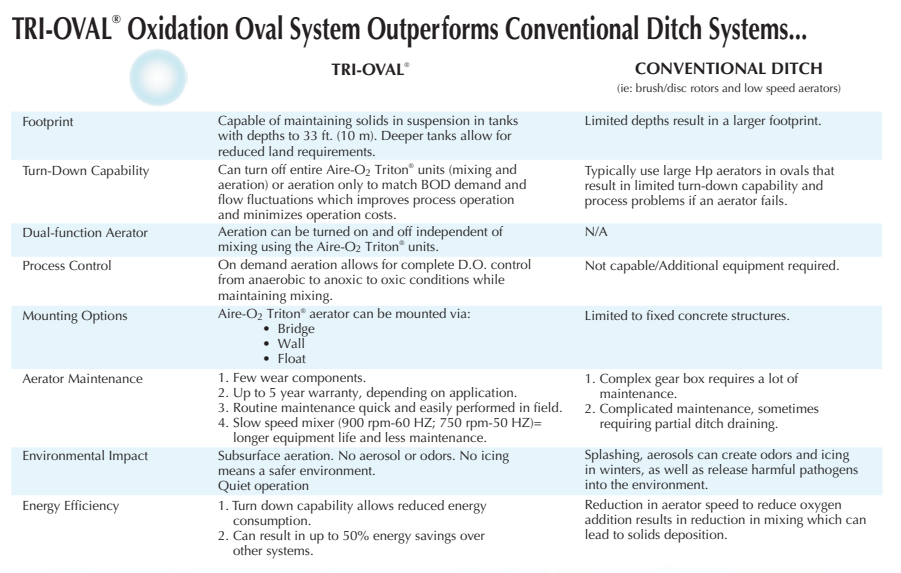 TRI-OVAL® Oxidation Oval System Outperforms Conventional Ditch Systems...
TRI-OVAL®
CONVENTIONAL DITCH
(ie: brush/disc rotors and low speed aerators)
Footprint
Capable of maintaining solids in suspension in tanks
with depths to 33 ft. (10 m). Deeper tanks allow for
reduced land requirements.
Limited depths result in a larger footprint.
Turn-Down Capability
Can turn off entire Aire-O2 Triton® units (mixing and
aeration) or aeration only to match BOD demand and
flow fluctuations which improves process operation
and minimizes operation costs.
Typically use large Hp aerators in ovals that
result in limited turn-down capability and
process problems if an aerator fails.
Dual-function Aerator
Aeration can be turned on and off independent of
mixing using the Aire-O2 Triton® units.
N/A
Process Control
On demand aeration allows for complete D.O. control
from anaerobic to anoxic to oxic conditions while
maintaining mixing.
Not capable/Additional equipment required.
Mounting Options
Aire-O2 Triton® aerator can be mounted via:
• Bridge
• Wall
• Float
Limited to fixed concrete structures.
Aerator Maintenance
1. Few wear components.
2. Up to 5 year warranty, depending on application.
3. Routine maintenance quick and easily performed in field.
4. Slow speed mixer (900 rpm-60 HZ; 750 rpm-50 HZ)=
longer equipment life and less maintenance.
1. Complex gear box requires a lot of
maintenance.
2. Complicated maintenance, sometimes
requiring partial ditch draining.
Environmental Impact
Subsurface aeration. No aerosol or odors. No icing
means a safer environment.
Quiet operation
Splashing, aerosols can create odors and icing
in winters, as well as release harmful pathogens
into the environment.
Energy Efficiency
1. Turn down capability allows reduced energy
consumption.
2. Can result in up to 50% energy savings over
other systems.
Reduction in aerator speed to reduce oxygen
addition results in reduction in mixing which can
lead to solids deposition.